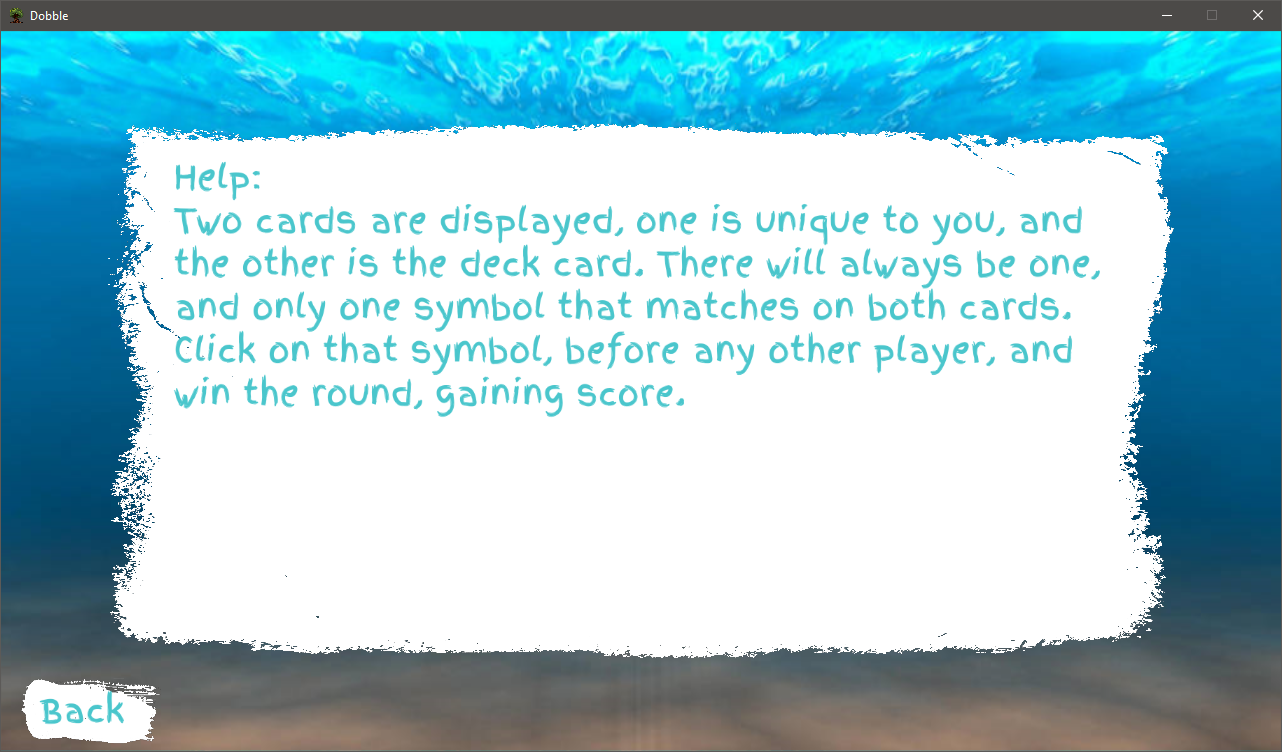 Dobble
Help:
Two cards are displayed, one is unique to you, and
the other is the deck card. There will always be one,
and only one symbol that matches on both cards.
Click on that symbol, before any other player, and
win the round, gaining score.
Back